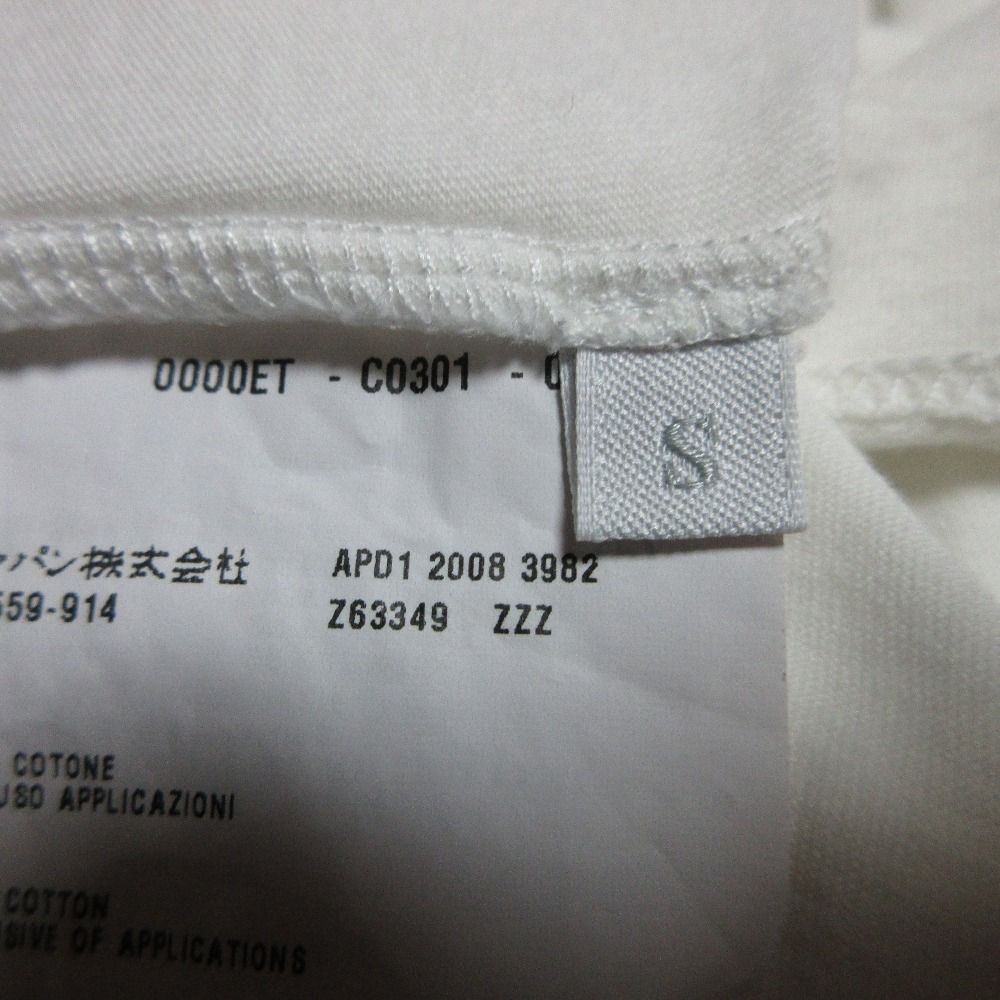 0000ET - C0301 -
S
パン株式会社 APD1 2008 3982
559-914 Z63349 ZZZ
COTONE
USO APPLICAZIONI
COTTON
SIVE OF APPLICATIONS